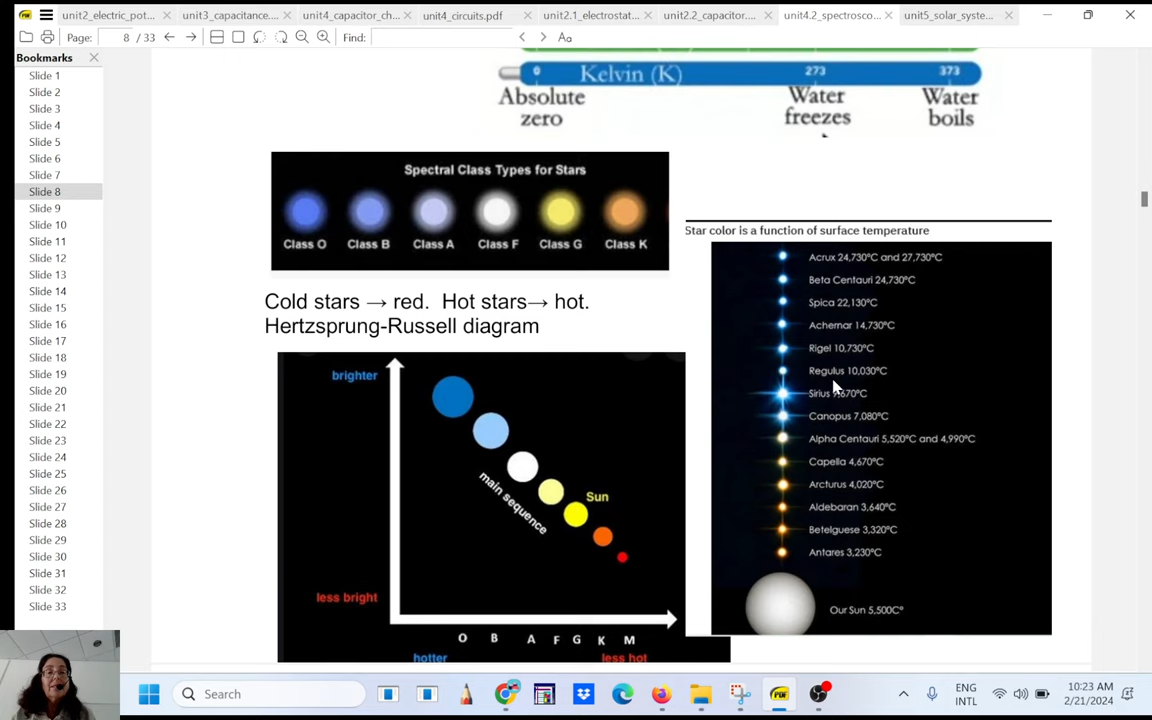 unit2_electric_pot...
unit3_capacitance....
unit4_capacitor_ch...
unit4_circuits.pdf
unit2.1_electrostat...
unit2.2_capacitor....
unit4.2_spectrosco...
unit5_solar_syste...
Page: 8 / 33
Find:
Aa
Bookmarks
Slide 1
Slide 2
Slide 3
Slide 4
Slide 5
Slide 6
Slide 7
Slide 8
Slide 9
Slide 10
Slide 11
Slide 12
Slide 13
Slide 14
Slide 15
Slide 16
Slide 17
Slide 18
Slide 19
Slide 20
Slide 21
Slide 22
Slide 23
Slide 24
Slide 25
Slide 26
Slide 27
Slide 28
Slide 29
Slide 30
Slide 31
Slide 32
Slide 33
0 Kelvin (K) 273 373
Absolute zero
Water freezes
Water boils
Spectral Class Types for Stars
Class O Class B Class A Class F Class G Class K
Cold stars → red. Hot stars→ hot.
Hertzsprung-Russell diagram
brighter
main sequence
Sun
less bright
O B A F G K M
hotter less hot
Star color is a function of surface temperature
Acrux 24,730°C and 27,730°C
Beta Centauri 24,730°C
Spica 22,130°C
Achernar 14,730°C
Rigel 10,730°C
Regulus 10,030°C
Sirius 9,670°C
Canopus 7,080°C
Alpha Centauri 5,520°C and 4,990°C
Capella 4,670°C
Arcturus 4,020°C
Aldebaran 3,640°C
Betelguese 3,320°C
Antares 3,230°C
Our Sun 5,500C°
Search
PDF
ENG
INTL
10:23 AM
2/21/2024